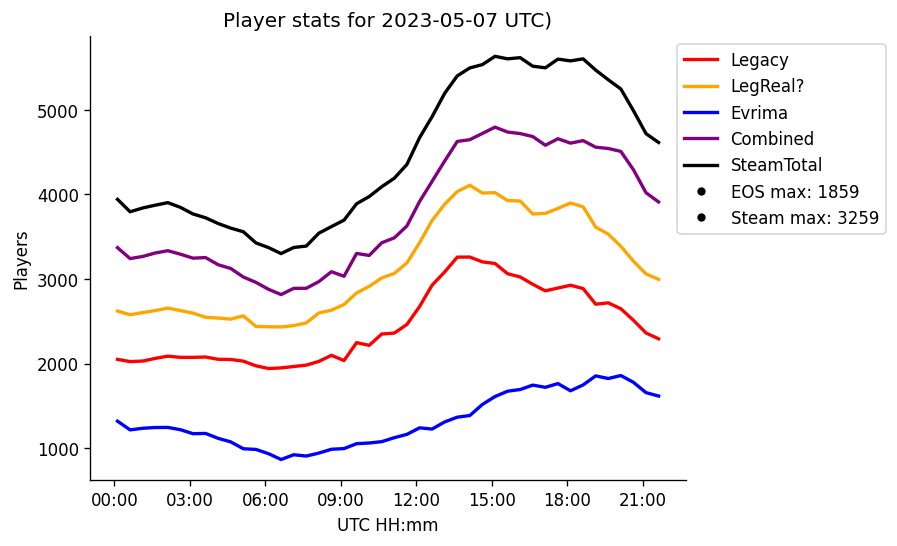 Player stats for 2023-05-07 UTC)
Players
5000
4000
3000
2000
1000
00:00 03:00 06:00 09:00 12:00 15:00 18:00 21:00
UTC HH:mm
Legacy
LegReal?
Evrima
Combined
SteamTotal
EOS max: 1859
Steam max: 3259